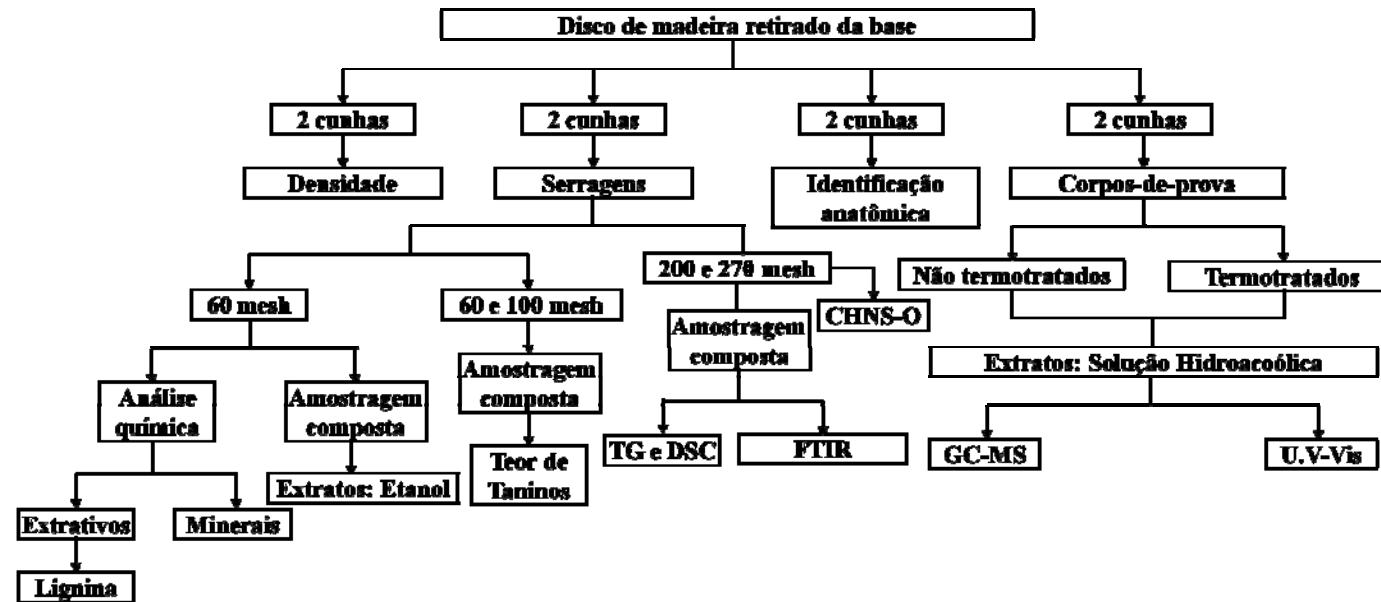 Disco de madeira retirado da base
2 cunhas
2 cunhas
2 cunhas
2 cunhas
Densidade
Serragens
Identificação
anatômica
Corpos-de-prova
60 mesh
60 e 100 mesh
200 e 270 mesh
CHNS-O
Não termotratados
Termotratados
Análise
química
Amostragem
composta
Amostragem
composta
Amostragem
composta
Extratos: Solução Hidroacoólica
Extrativos
Minerais
Extratos: Etanol
Teor de
Taninos
TG e DSC
FTIR
GC-MS
U.V-Vis
Lignina